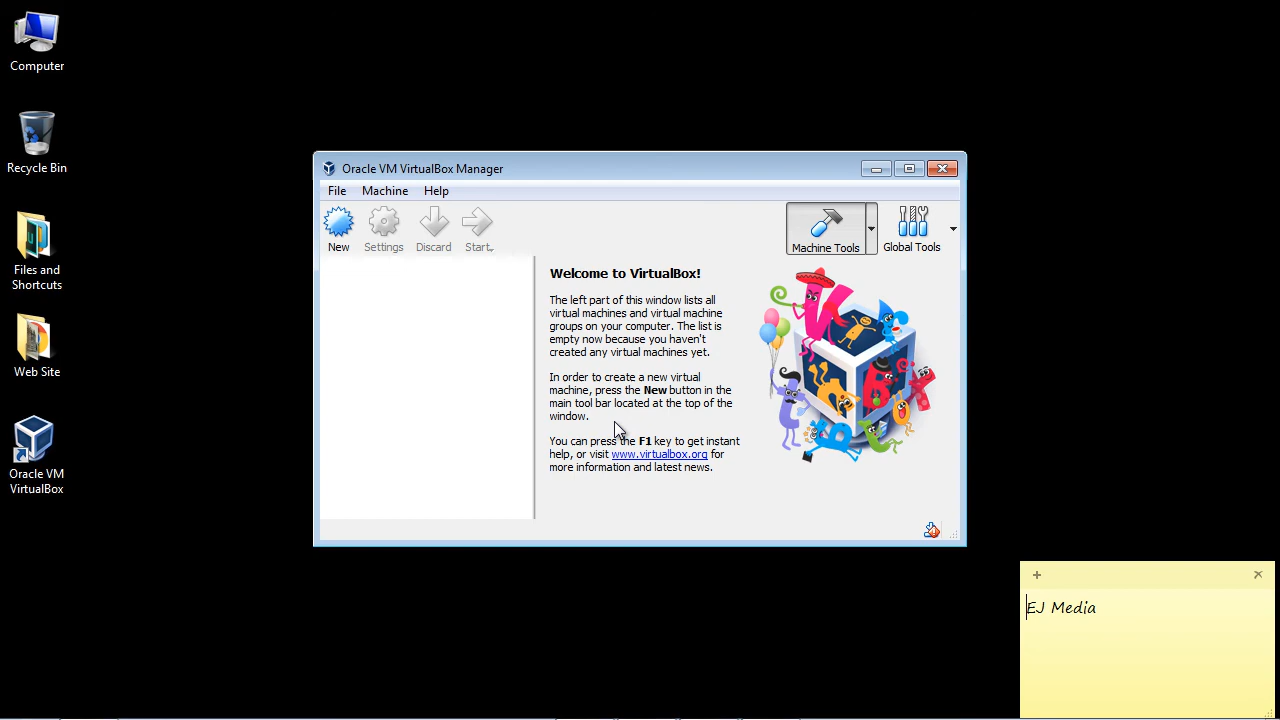 Computer
Recycle Bin
Files and
Shortcuts
Web Site
Oracle VM
VirtualBox
Oracle VM VirtualBox Manager
File Machine Help
New Settings Discard Start
Machine Tools Global Tools
Welcome to VirtualBox!
The left part of this window lists all
virtual machines and virtual machine
groups on your computer. The list is
empty now because you haven't
created any virtual machines yet.
In order to create a new virtual
machine, press the New button in the
main tool bar located at the top of the
window.
You can press the F1 key to get instant
help, or visit www.virtualbox.org for
more information and latest news.
EJ Media